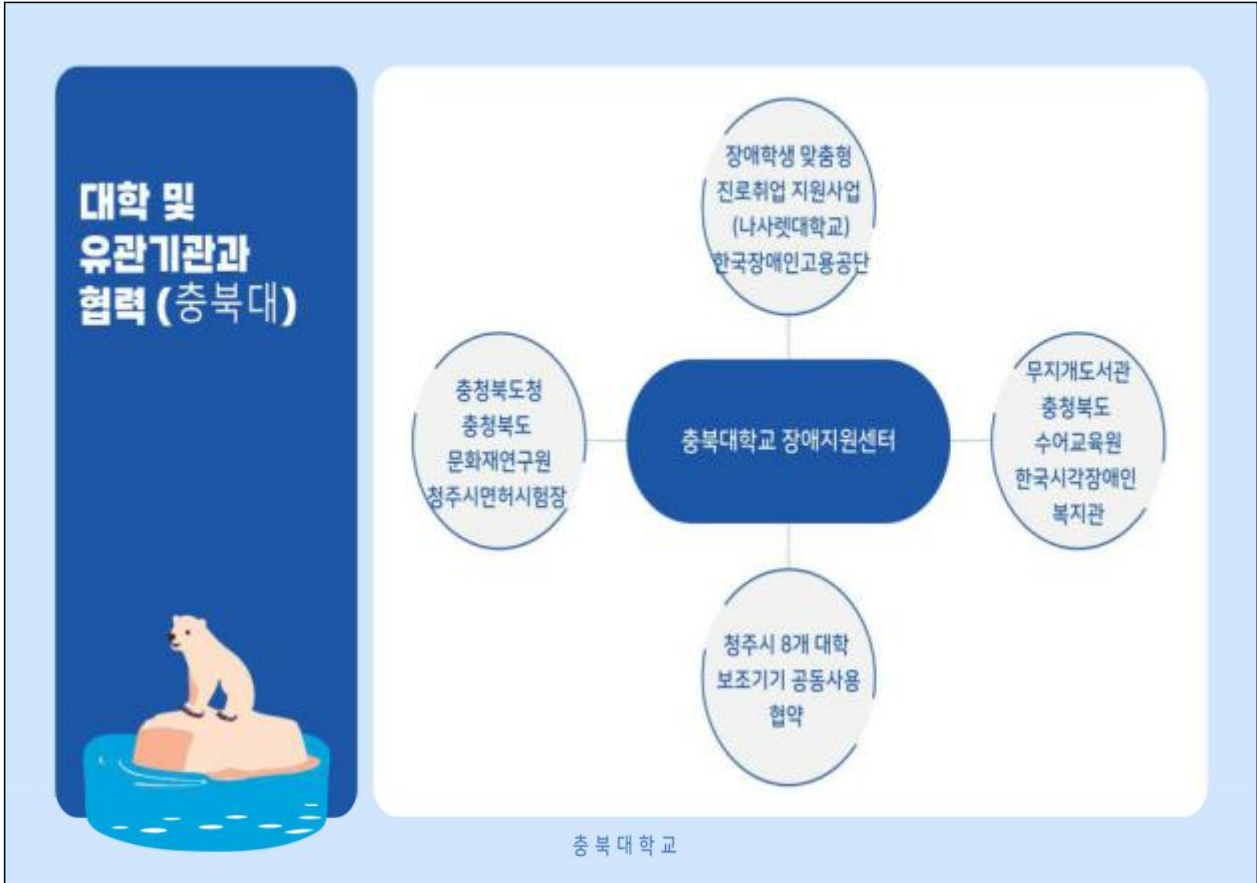 대학 및
유관기관과
협력 (충북대)
장애학생 맞춤형
진로취업 지원사업
(나사렛대학교)
한국장애인고용공단
충청북도청
충청북도
문화재연구원
청주시면허시험장
충북대학교 장애지원센터
무지개도서관
충청북도
수어교육원
한국시각장애인
복지관
청주시 8개 대학
보조기기 공동사용
협약
충북대학교